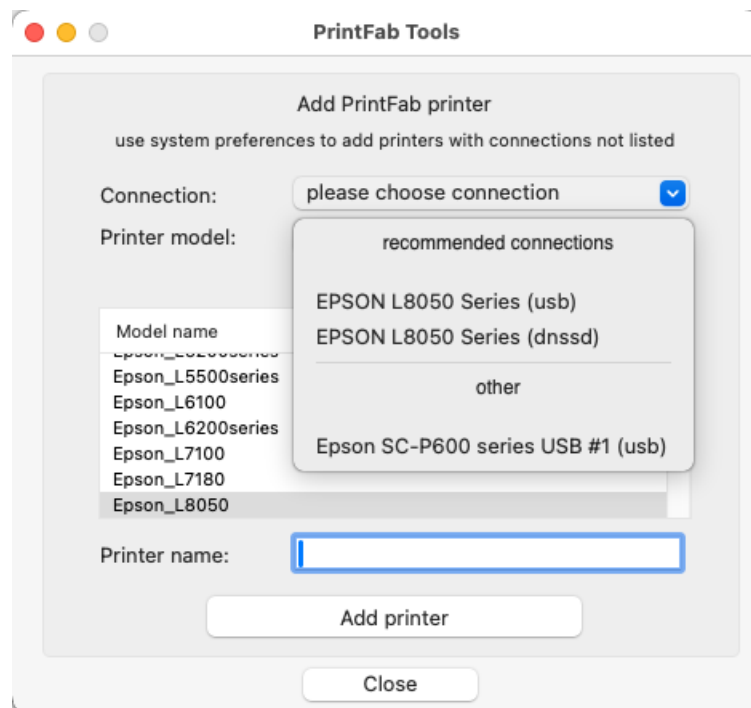 PrintFab Tools
Add PrintFab printer
use system preferences to add printers with connections not listed
Connection:
please choose connection
Printer model:
recommended connections
EPSON L8050 Series (usb)
EPSON L8050 Series (dnssd)
other
Epson SC-P600 series USB #1 (usb)
Model name
Epson_L5500series
Epson_L6100
Epson_L6200series
Epson_L7100
Epson_L7180
Epson_L8050
Printer name:
Add printer
Close